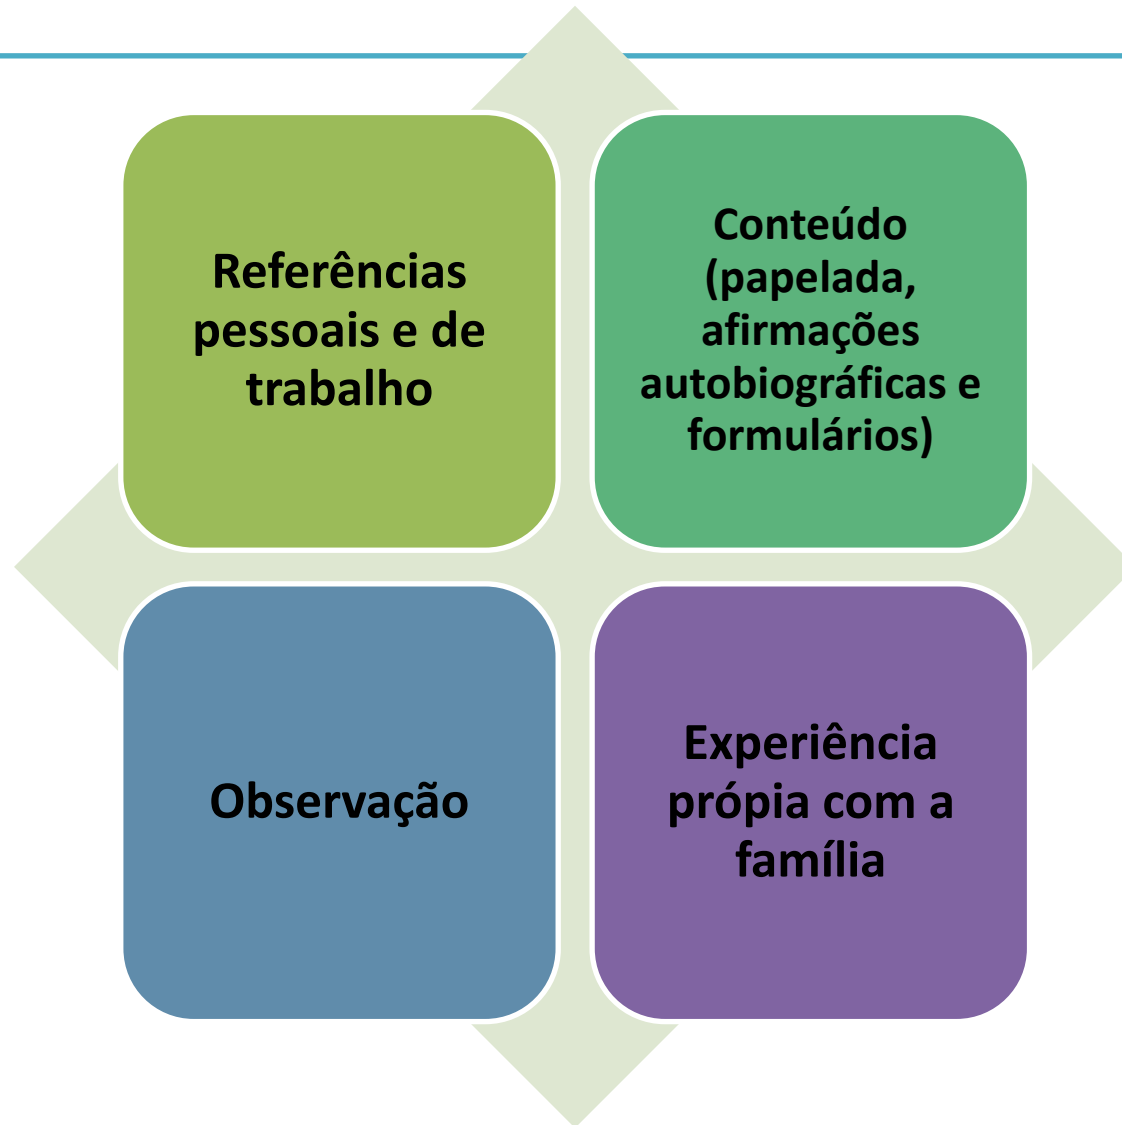 Referências
pessoais e de
trabalho
Conteúdo
(papelada,
afirmações
autobiográficas e
formulários)
Observação
Experiência
própia com a
família